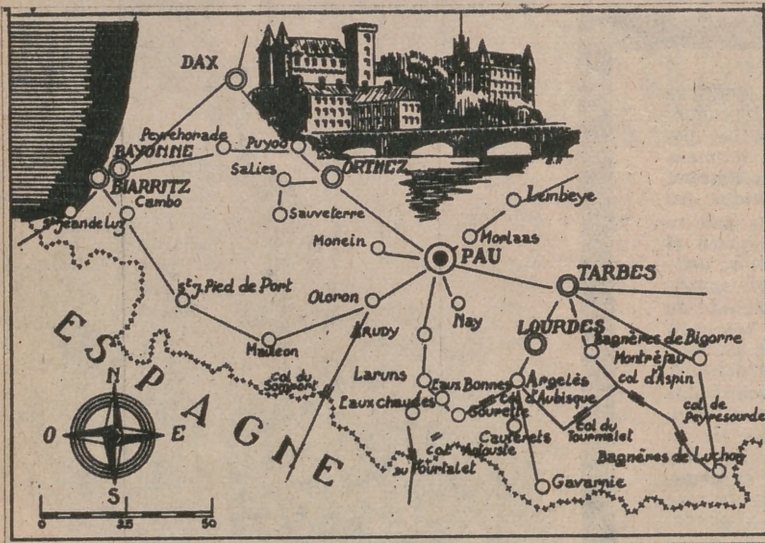 DAX
Peyrehorade
Puyoo
BAYONNE
Salies
ORTHEZ
BIARRITZ
Cambo
Lembeye
St Jean de Luz
Sauveterre
Morlaas
Monein
PAU
TARBES
St J. Pied de Port
Oloron
Nay
ARUDY
LOURDES
Bagnères de Bigorre
Montréjau
Mauleon
ESPAGNE
Laruns
Eaux Bonnes
Argelès
col d'Aspin
col du Somport
col d'Aubisque
Eaux chaudes
Gourette
col de Peyresourde
Cauterets
col du Tourmalet
Bagnères de Luchon
au Pourtalet
Gavarnie
N
O
E
S
0
25
50